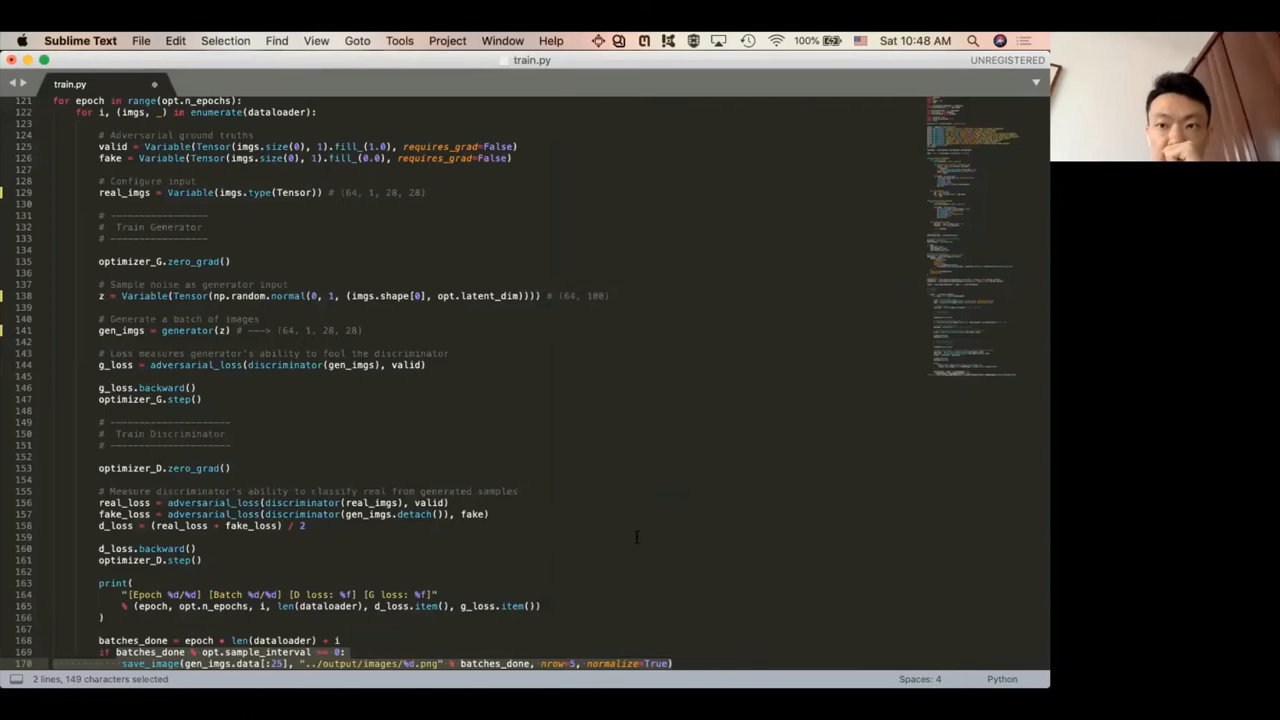 Sublime Text File Edit Selection Find View Goto Tools Project Window Help 100% Sat 10:48 AM
train.py UNREGISTERED
train.py
121 for epoch in range(opt.n_epochs):
122 for i, (imgs, _) in enumerate(dataloader):
123
124 # Adversarial ground truths
125 valid = Variable(Tensor(imgs.size(0), 1).fill_(1.0), requires_grad=False)
126 fake = Variable(Tensor(imgs.size(0), 1).fill_(0.0), requires_grad=False)
127
128 # Configure input
129 real_imgs = Variable(imgs.type(Tensor)) # (64, 1, 28, 28)
130
131 # -----------------
132 # Train Generator
133 # -----------------
134
135 optimizer_G.zero_grad()
136
137 # Sample noise as generator input
138 z = Variable(Tensor(np.random.normal(0, 1, (imgs.shape[0], opt.latent_dim)))) # (64, 100)
139
140 # Generate a batch of images
141 gen_imgs = generator(z) # ---> (64, 1, 28, 28)
142
143 # Loss measures generator's ability to fool the discriminator
144 g_loss = adversarial_loss(discriminator(gen_imgs), valid)
145
146 g_loss.backward()
147 optimizer_G.step()
148
149 # ---------------------
150 # Train Discriminator
151 # ---------------------
152
153 optimizer_D.zero_grad()
154
155 # Measure discriminator's ability to classify real from generated samples
156 real_loss = adversarial_loss(discriminator(real_imgs), valid)
157 fake_loss = adversarial_loss(discriminator(gen_imgs.detach()), fake)
158 d_loss = (real_loss + fake_loss) / 2
159
160 d_loss.backward()
161 optimizer_D.step()
162
163 print(
164 "[Epoch %d/%d] [Batch %d/%d] [D loss: %f] [G loss: %f]"
165 % (epoch, opt.n_epochs, i, len(dataloader), d_loss.item(), g_loss.item())
166 )
167
168 batches_done = epoch * len(dataloader) + i
169 if batches_done % opt.sample_interval == 0:
170 save_image(gen_imgs.data[:25], "../output/images/%d.png" % batches_done, nrow=5, normalize=True)
2 lines, 149 characters selected Spaces: 4 Python